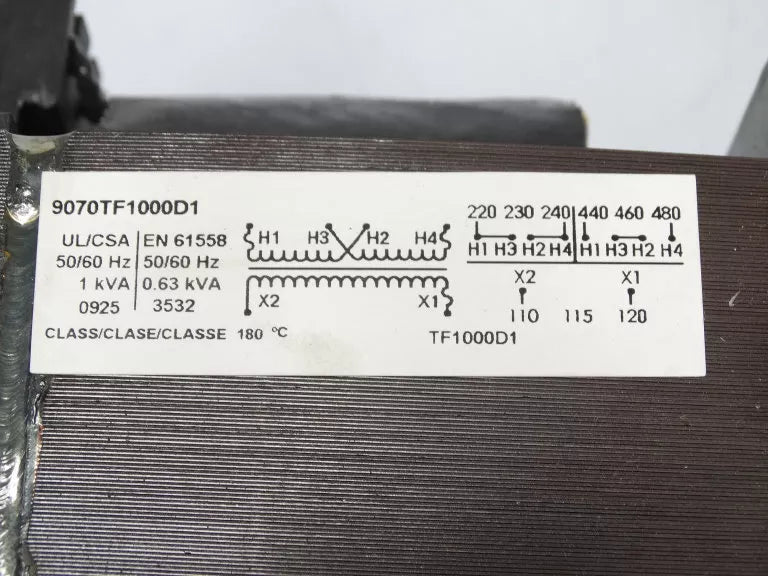 9070TF1000D1
UL/CSA EN 61558
50/60 Hz 50/60 Hz
1 kVA 0.63 kVA
0925 3532
CLASS/CLASE/CLASSE 180 °C
H1 H3 H2 H4
X2 X1
220 230 240 440 460 480
H1 H3 H2 H4 H1 H3 H2 H4
X2 X1
110 115 120
TF1000D1